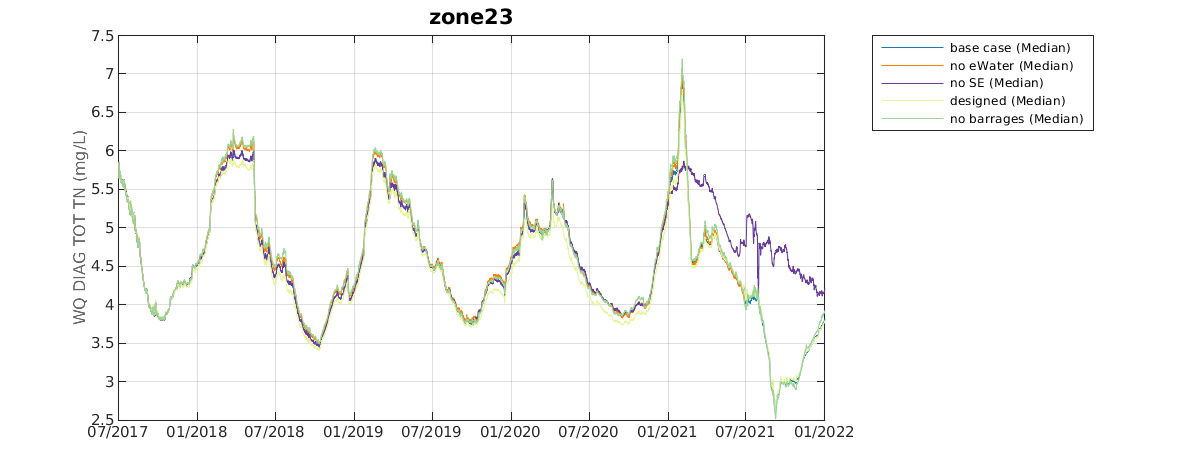 zone23
WQ DIAG TOT TN (mg/L)
7.5
7
6.5
6
5.5
5
4.5
4
3.5
3
2.5
07/2017 01/2018 07/2018 01/2019 07/2019 01/2020 07/2020 01/2021 07/2021 01/2022
base case (Median)
no eWater (Median)
no SE (Median)
designed (Median)
no barrages (Median)